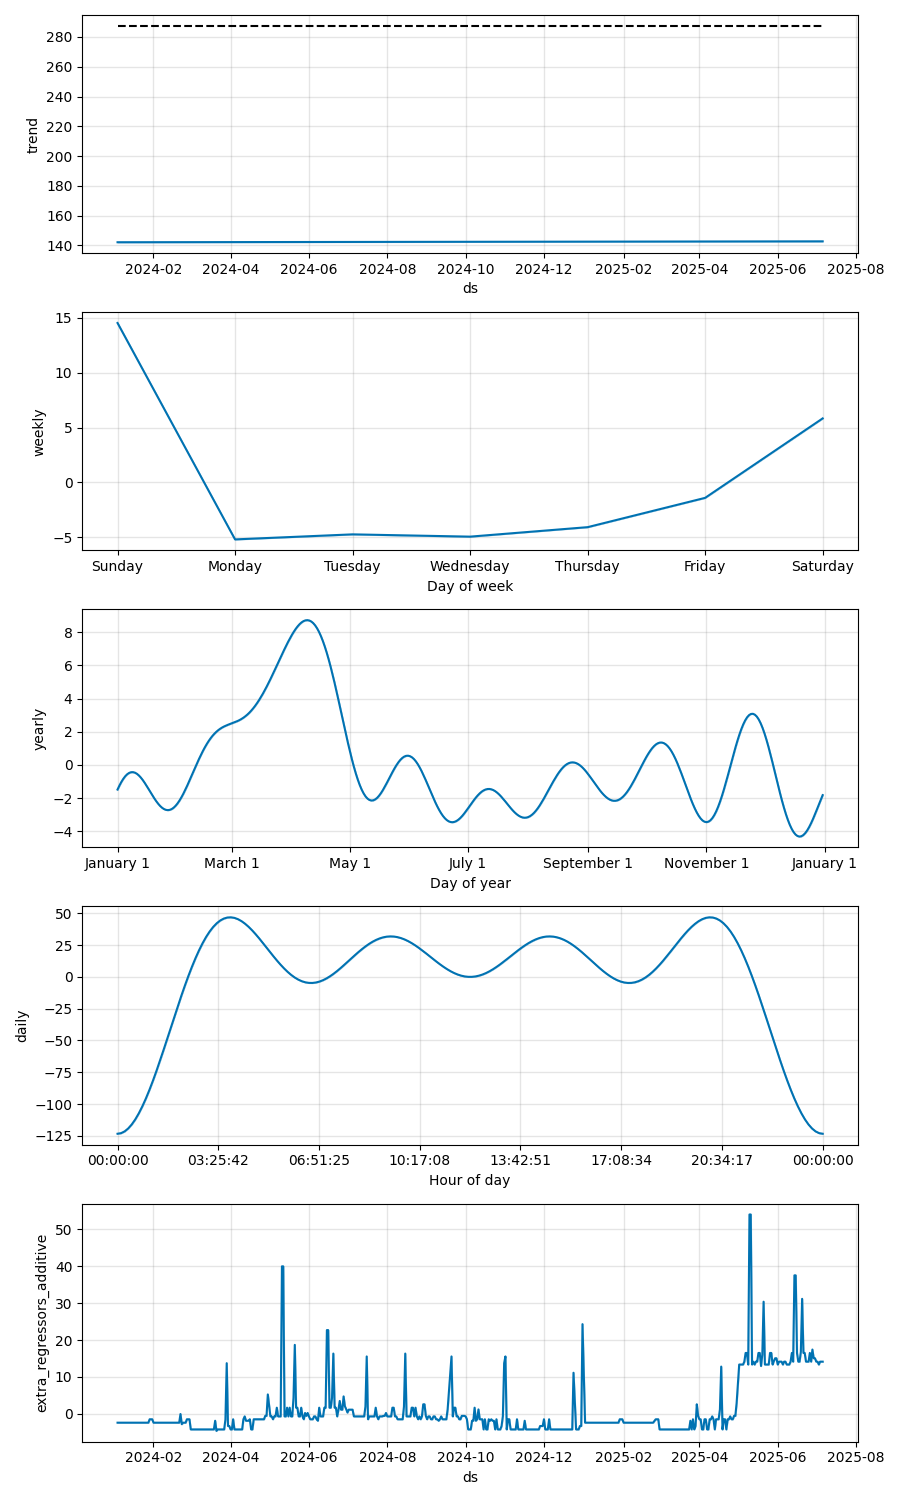 280
260
240
220
200
180
160
140
trend
2024-02 2024-04 2024-06 2024-08 2024-10 2024-12 2025-02 2025-04 2025-06 2025-08
ds
15
10
5
0
−5
weekly
Sunday Monday Tuesday Wednesday Thursday Friday Saturday
Day of week
8
6
4
2
0
−2
−4
yearly
January 1 March 1 May 1 July 1 September 1 November 1 January 1
Day of year
50
25
0
−25
−50
−75
−100
−125
daily
00:00:00 03:25:42 06:51:25 10:17:08 13:42:51 17:08:34 20:34:17 00:00:00
Hour of day
50
40
30
20
10
0
extra_regressors_additive
2024-02 2024-04 2024-06 2024-08 2024-10 2024-12 2025-02 2025-04 2025-06 2025-08
ds